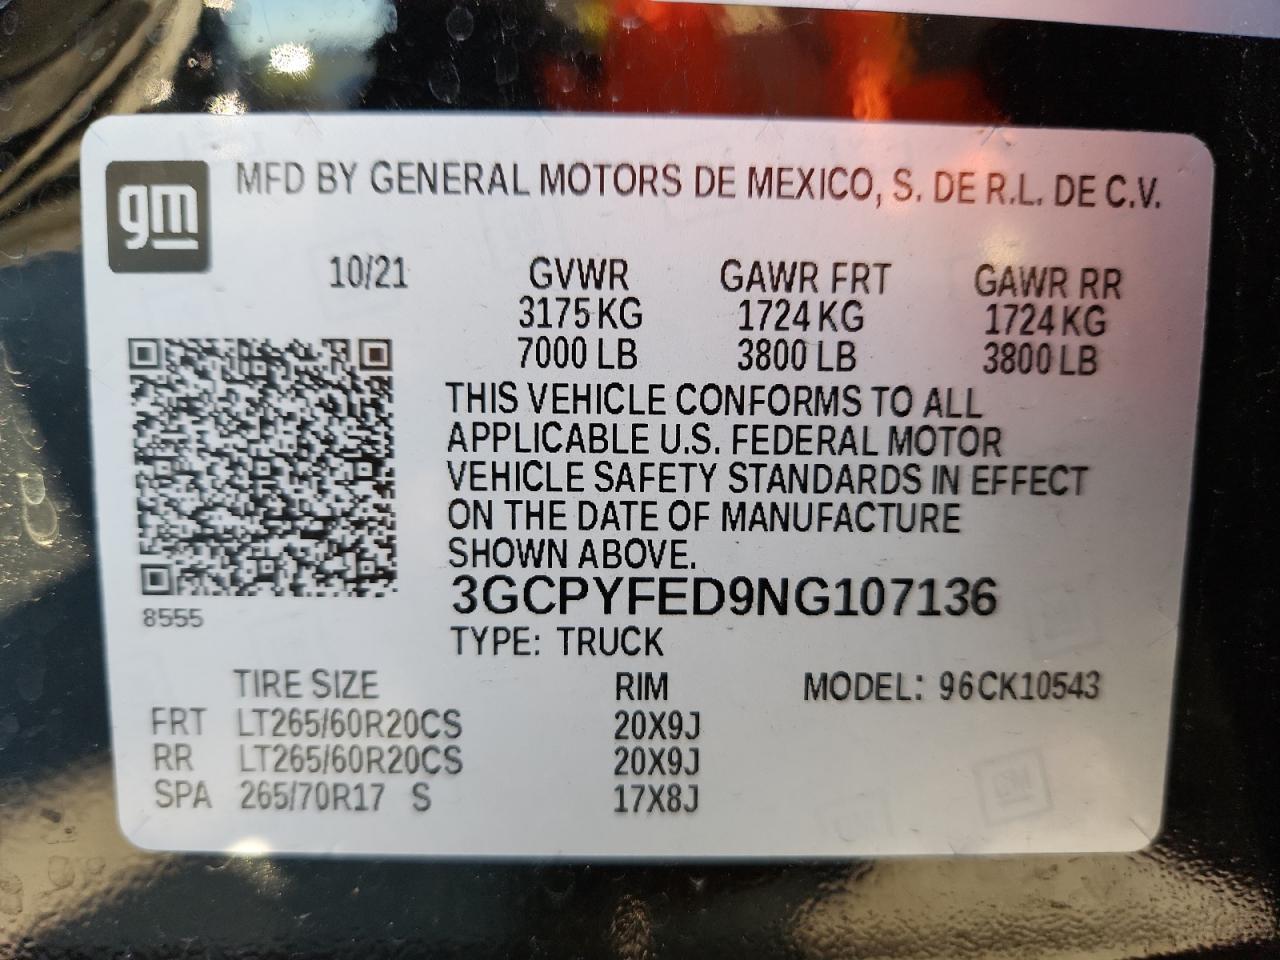 gm
MFD BY GENERAL MOTORS DE MEXICO, S. DE R.L. DE C.V.
10/21 GVWR GAWR FRT GAWR RR
3175 KG 1724 KG 1724 KG
7000 LB 3800 LB 3800 LB
THIS VEHICLE CONFORMS TO ALL
APPLICABLE U.S. FEDERAL MOTOR
VEHICLE SAFETY STANDARDS IN EFFECT
ON THE DATE OF MANUFACTURE
SHOWN ABOVE.
3GCPYFED9NG107136
8555
TYPE: TRUCK
TIRE SIZE RIM MODEL: 96CK10543
FRT LT265/60R20CS 20X9J
RR LT265/60R20CS 20X9J
SPA 265/70R17 S 17X8J